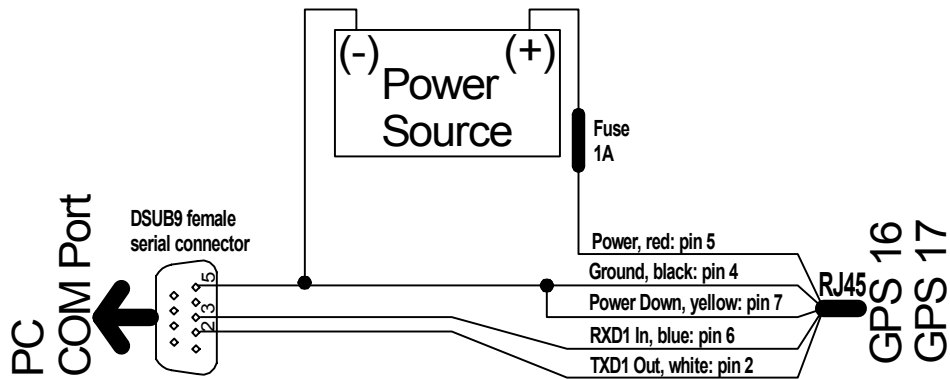 (-)
(+)
Power
Source
Fuse
1A
DSUB9 female
serial connector
5
3
2
PC
COM Port
Power, red: pin 5
Ground, black: pin 4
Power Down, yellow: pin 7
RXD1 In, blue: pin 6
TXD1 Out, white: pin 2
RJ45
GPS 16
GPS 17